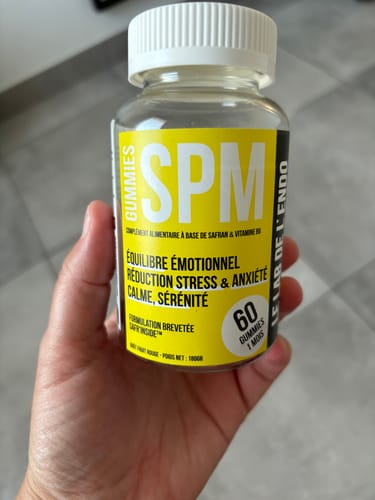 GUMMIES
SPM
COMPLÉMENT ALIMENTAIRE À BASE DE SAFRAN & VITAMINE B6
ÉQUILIBRE ÉMOTIONNEL
RÉDUCTION STRESS & ANXIÉTÉ
CALME, SÉRÉNITÉ
FORMULATION BREVETÉE
SAFR'INSIDE™
GOÛT FRUIT ROUGE - POIDS NET : 180GR
60
GUMMIES
1 MOIS
LE LAB DE L'ENDO